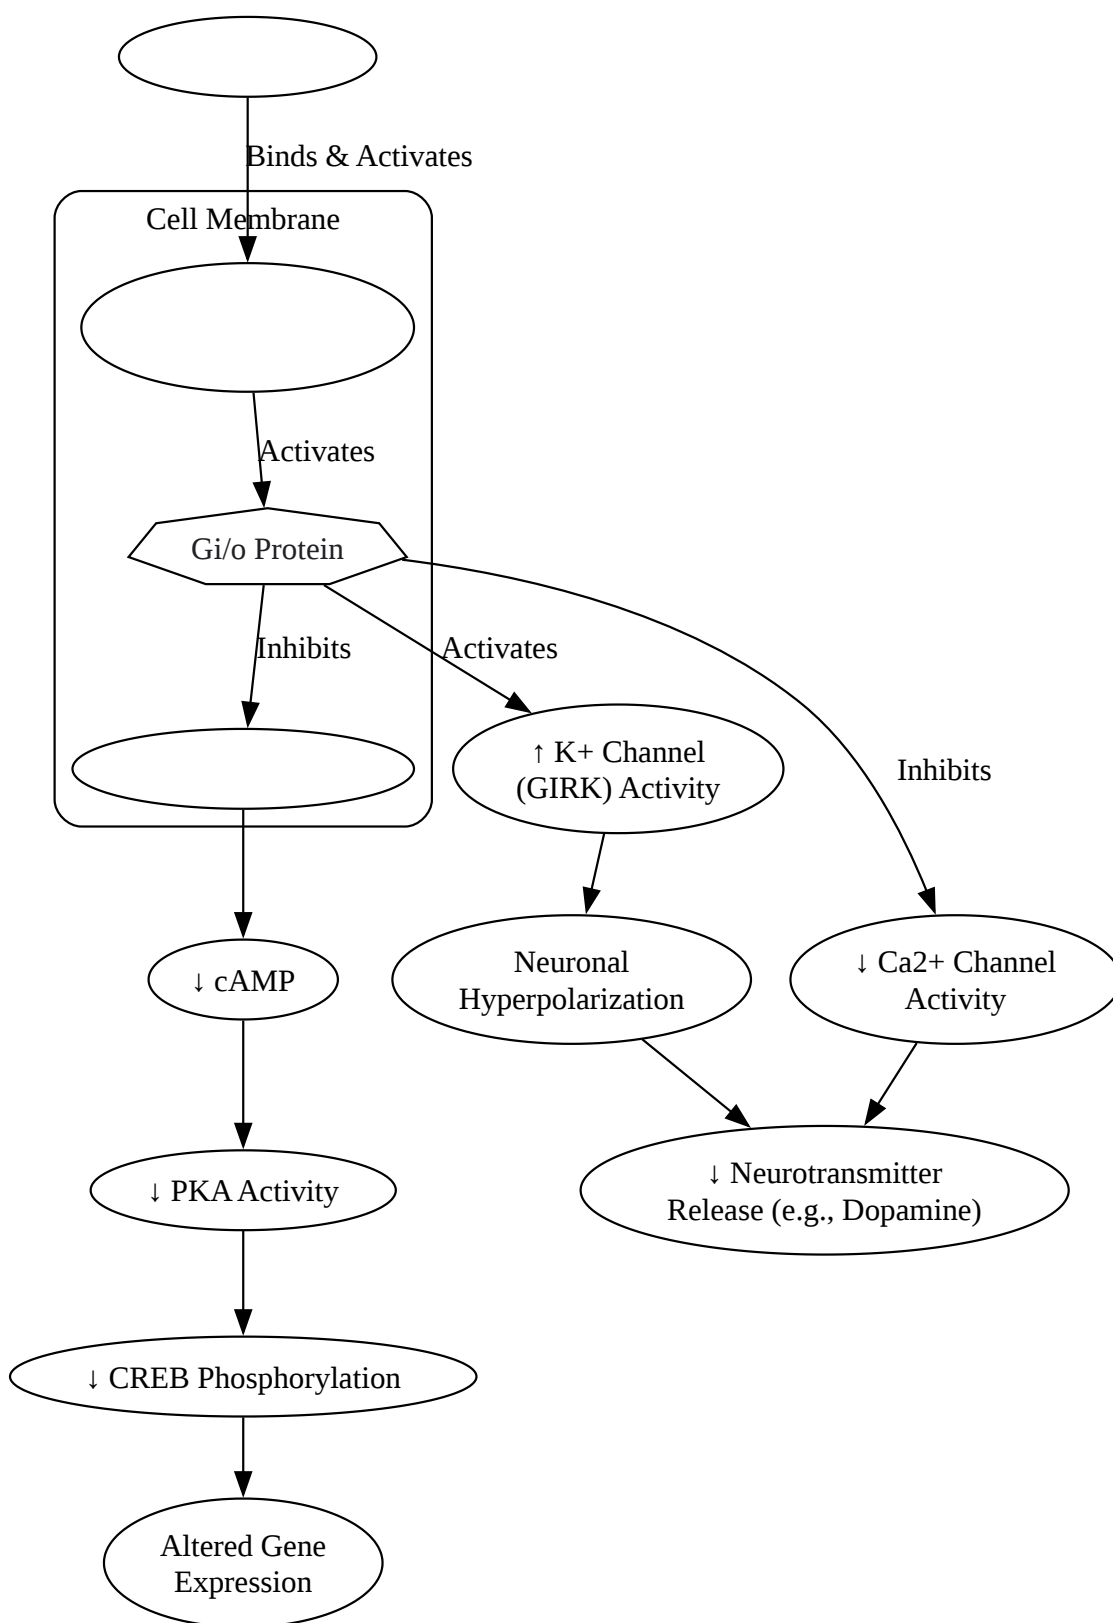 Binds & Activates
Cell Membrane
Activates
Gi/o Protein
Inhibits
Activates
↑ K+ Channel
(GIRK) Activity
Inhibits
↓ cAMP
Neuronal
Hyperpolarization
↓ Ca2+ Channel
Activity
↓ PKA Activity
↓ Neurotransmitter
Release (e.g., Dopamine)
↓ CREB Phosphorylation
Altered Gene
Expression